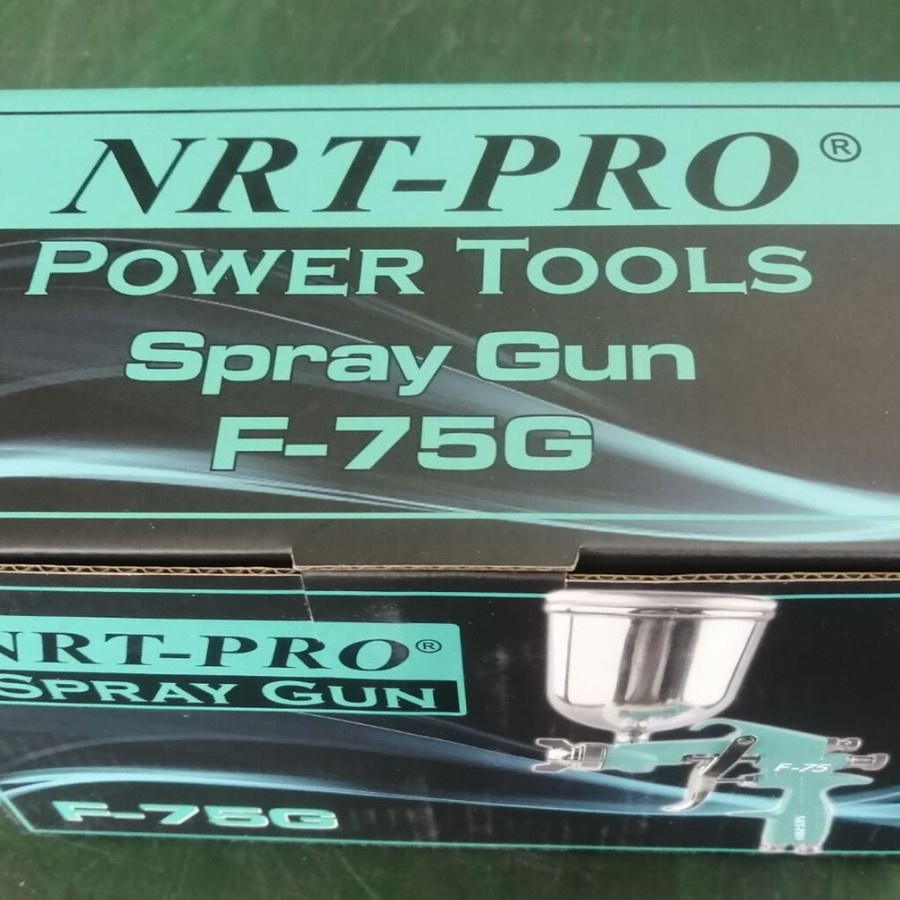 NRT-PRO®
POWER TOOLS
Spray Gun
F-75G
NRT-PRO®
SPRAY GUN
F-75
F-75G